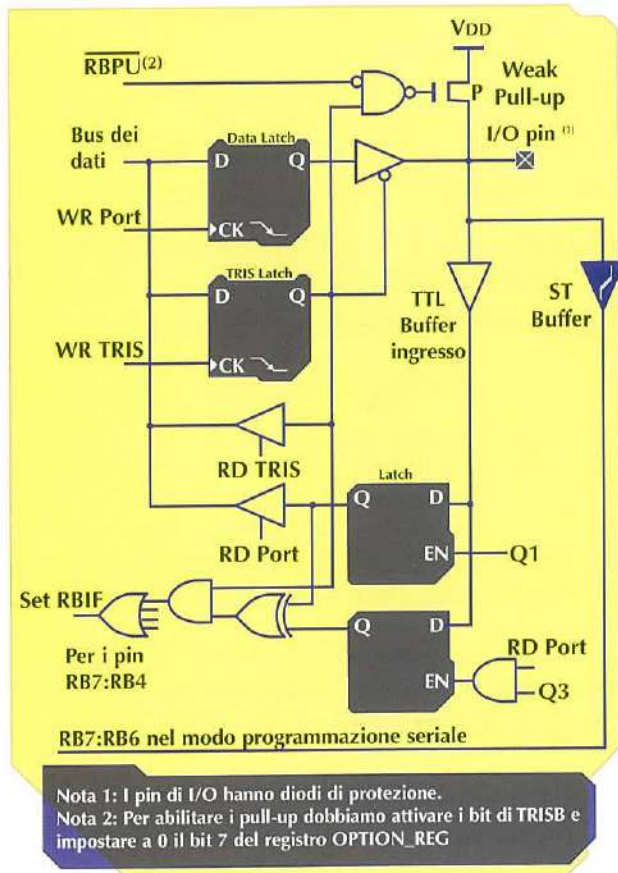 VDD
RBPU (2)
Weak
Pull-up
P
I/O pin (1)
Bus dei
dati
Data Latch
D Q
WR Port
CK
TRIS Latch
D Q
TTL
Buffer
ingresso
ST
Buffer
WR TRIS
CK
RD TRIS
Latch
Q D
RD Port
EN
Q1
Set RBIF
Q D
Per i pin
RB7:RB4
RD Port
EN
Q3
RB7:RB6 nel modo programmazione seriale
Nota 1: I pin di I/O hanno diodi di protezione.
Nota 2: Per abilitare i pull-up dobbiamo attivare i bit di TRISB e
impostare a 0 il bit 7 del registro OPTION_REG